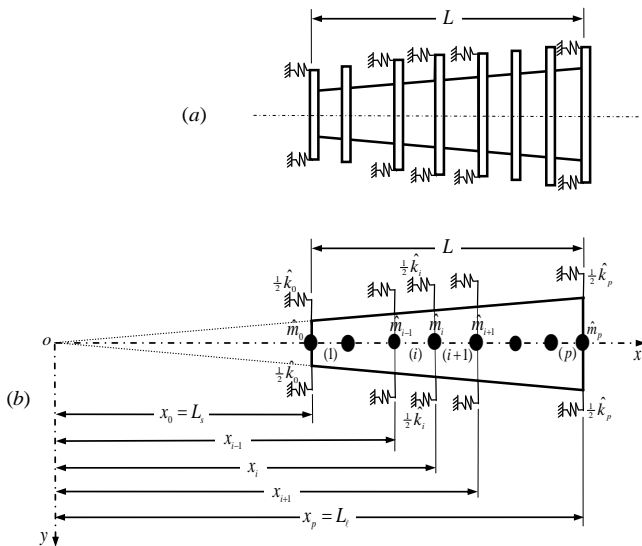 L
(a)
L
½k̂₀
½k̂ᵢ
½k̂ₚ
m̂₀
m̂ᵢ₋₁
m̂ᵢ
m̂ᵢ₊₁
m̂ₚ
o
(1)
(i)
(i+1)
(p)
x
½k̂₀
½k̂ᵢ
½k̂ₚ
(b)
x₀ = Lₛ
xᵢ₋₁
xᵢ
xᵢ₊₁
xₚ = L_ℓ
y